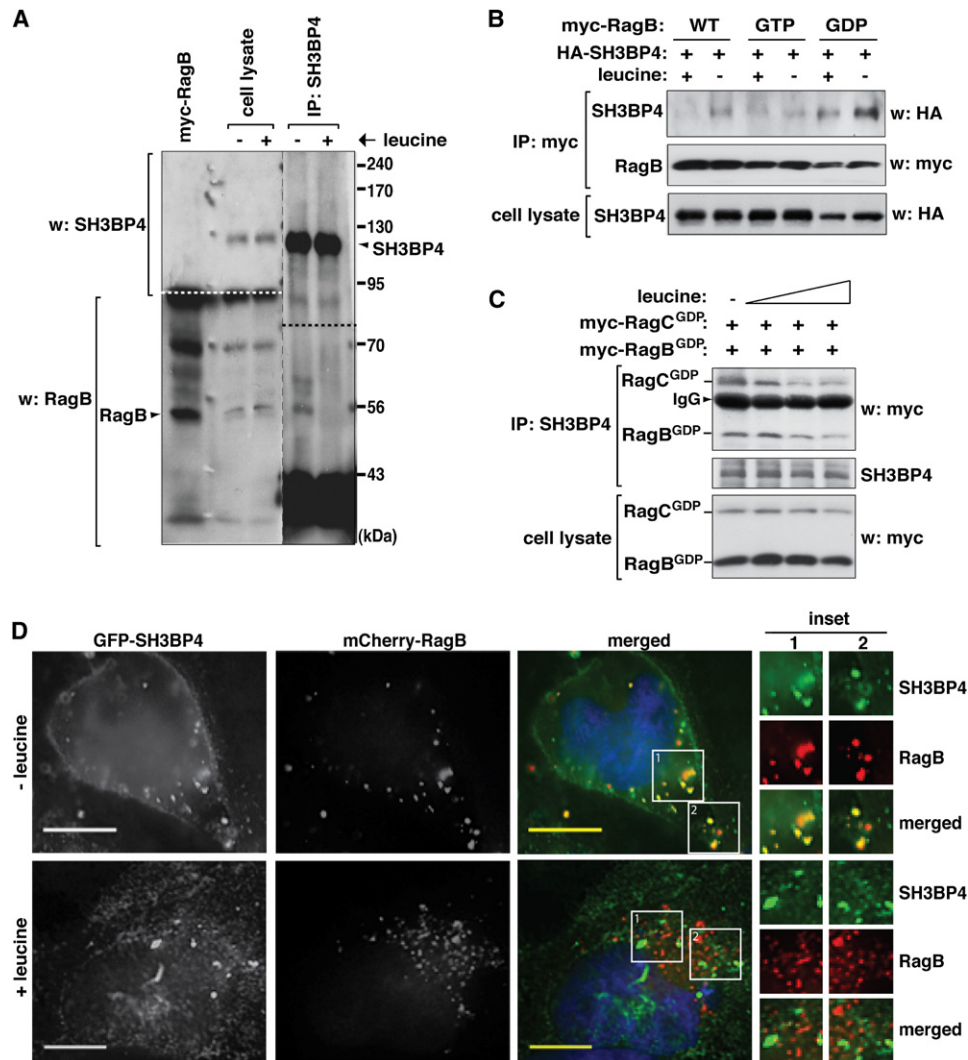 A
myc-RagB
cell lysate
IP: SH3BP4
- + - + ← leucine
240
170
130
SH3BP4
95
70
56
43
(kDa)
w: SH3BP4
w: RagB
RagB
B
myc-RagB: WT GTP GDP
HA-SH3BP4: + + + + + +
leucine: + - + - + -
IP: myc
SH3BP4 w: HA
RagB w: myc
cell lysate SH3BP4 w: HA
C
leucine: -
myc-RagC^GDP: + + + +
myc-RagB^GDP: + + + +
IP: SH3BP4
RagC^GDP
IgG w: myc
RagB^GDP
SH3BP4
cell lysate
RagC^GDP
w: myc
RagB^GDP
D
GFP-SH3BP4 mCherry-RagB merged
inset
1 2
- leucine
1
2
SH3BP4
RagB
merged
+ leucine
1
2
SH3BP4
RagB
merged